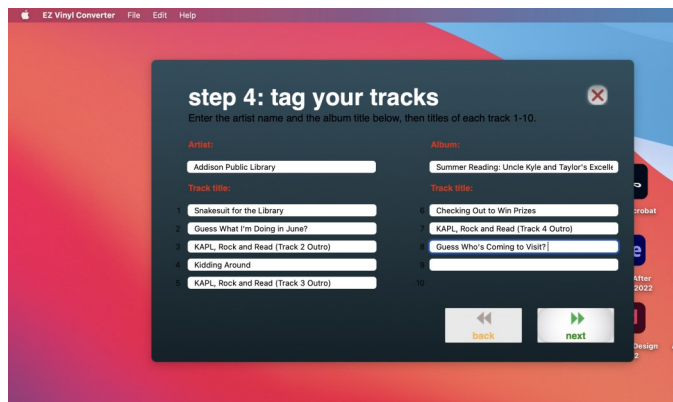 EZ Vinyl Converter File Edit Help
step 4: tag your tracks
Enter the artist name and the album title below, then titles of each track 1-10.
Artist:
Album:
Addison Public Library
Summer Reading: Uncle Kyle and Taylor's Excelle
Track title:
Track title:
1 Snakesuit for the Library
6 Checking Out to Win Prizes
2 Guess What I'm Doing in June?
7 KAPL, Rock and Read (Track 4 Outro)
3 KAPL, Rock and Read (Track 2 Outro)
8 Guess Who's Coming to Visit?
4 Kidding Around
9
5 KAPL, Rock and Read (Track 3 Outro)
10
back
next
crobat
e
After
2022
Design
2